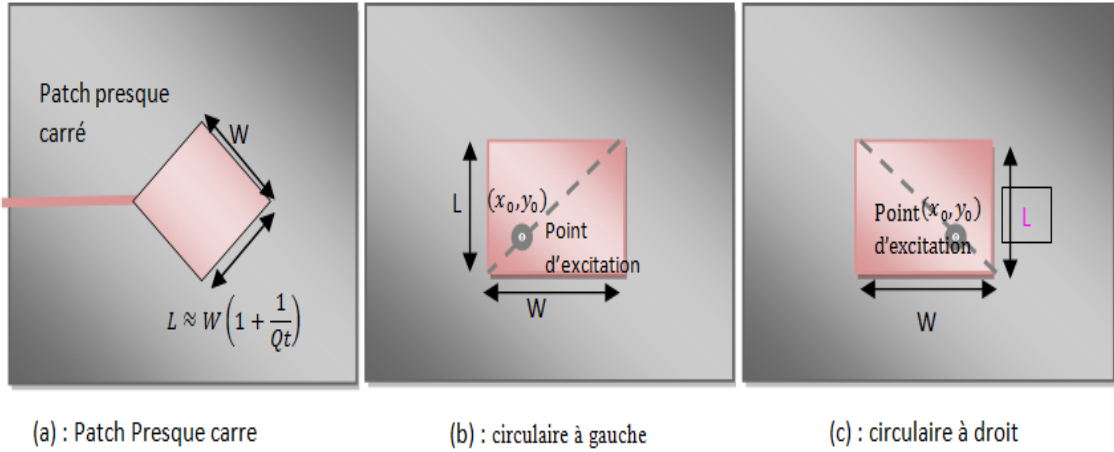 Patch presque
carré
W
L ≈ W(1 + 1/Qt)
(a) : Patch Presque carre
L
(x₀,y₀)
Point
d'excitation
W
(b) : circulaire à gauche
Point(x₀,y₀)
d'excitation
L
W
(c) : circulaire à droit